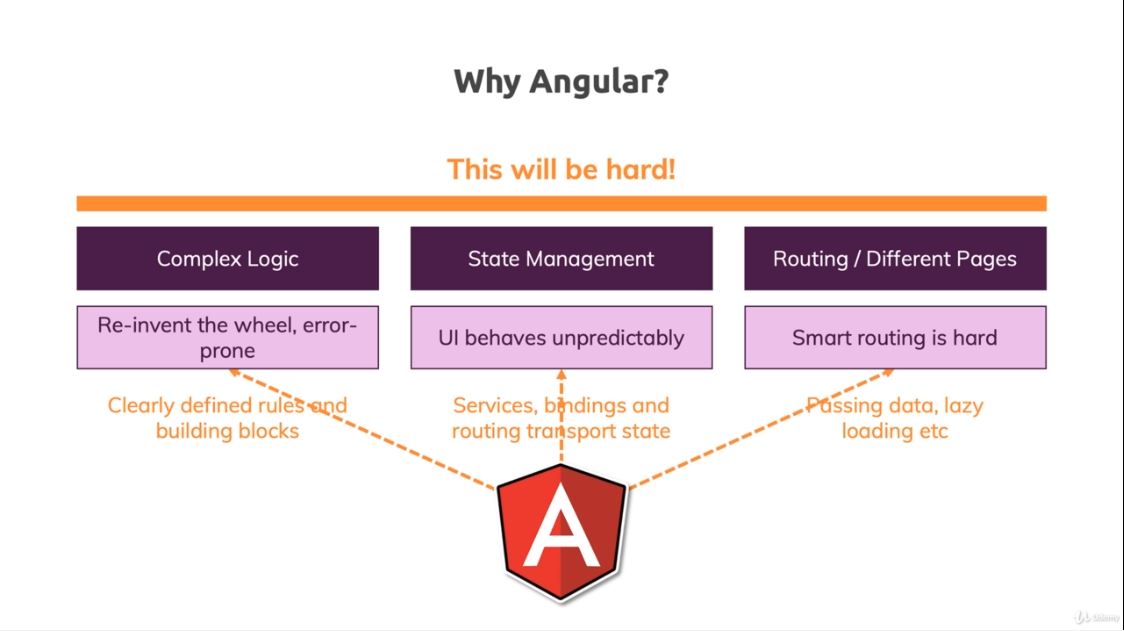 Why Angular?
This will be hard!
Complex Logic
State Management
Routing / Different Pages
Re-invent the wheel, error-
prone
UI behaves unpredictably
Smart routing is hard
Clearly defined rules and
building blocks
Services, bindings and
routing transport state
Passing data, lazy
loading etc
A
Udemy